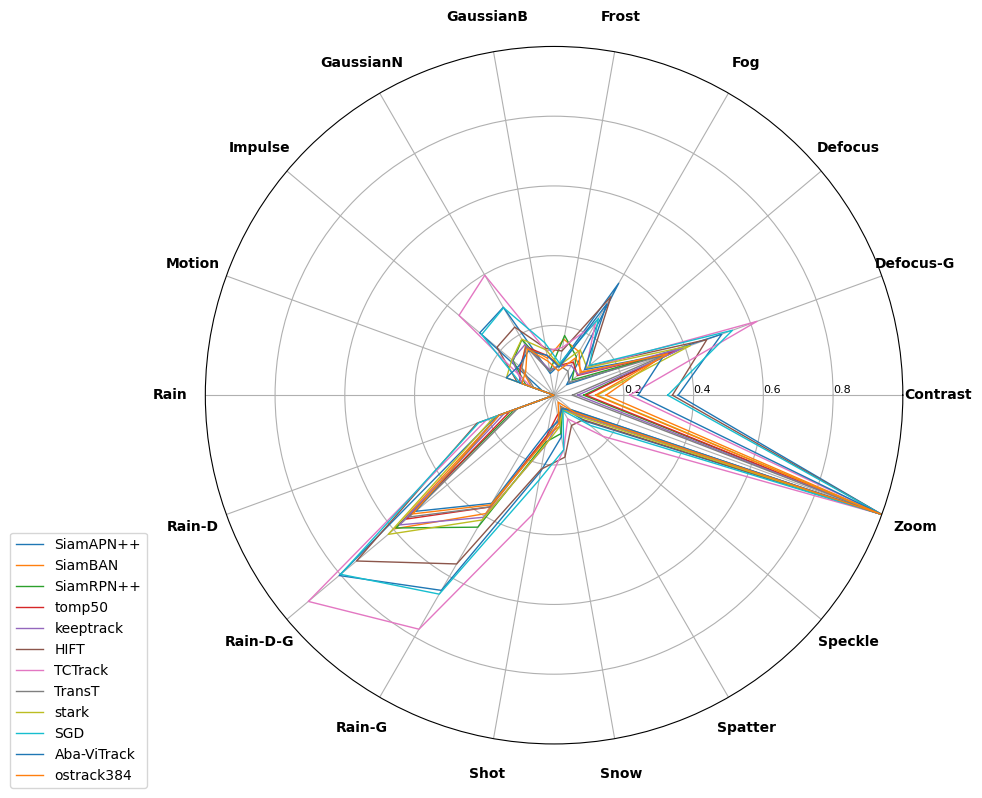 GaussianB
Frost
GaussianN
Fog
Impulse
Defocus
Motion
Defocus-G
Rain
0.2
0.4
0.6
0.8
Contrast
Rain-D
Zoom
Rain-D-G
Speckle
Rain-G
Spatter
Shot
Snow
SiamAPN++
SiamBAN
SiamRPN++
tomp50
keeptrack
HIFT
TCTrack
TransT
stark
SGD
Aba-ViTrack
ostrack384